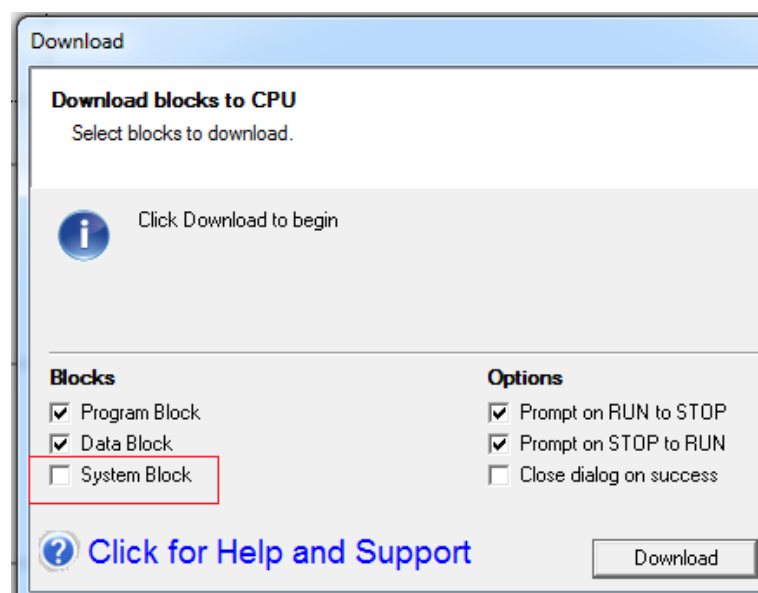 Download
Download blocks to CPU
Select blocks to download.
Click Download to begin
Blocks
Program Block
Data Block
System Block
Options
Prompt on RUN to STOP
Prompt on STOP to RUN
Close dialog on success
Click for Help and Support
Download